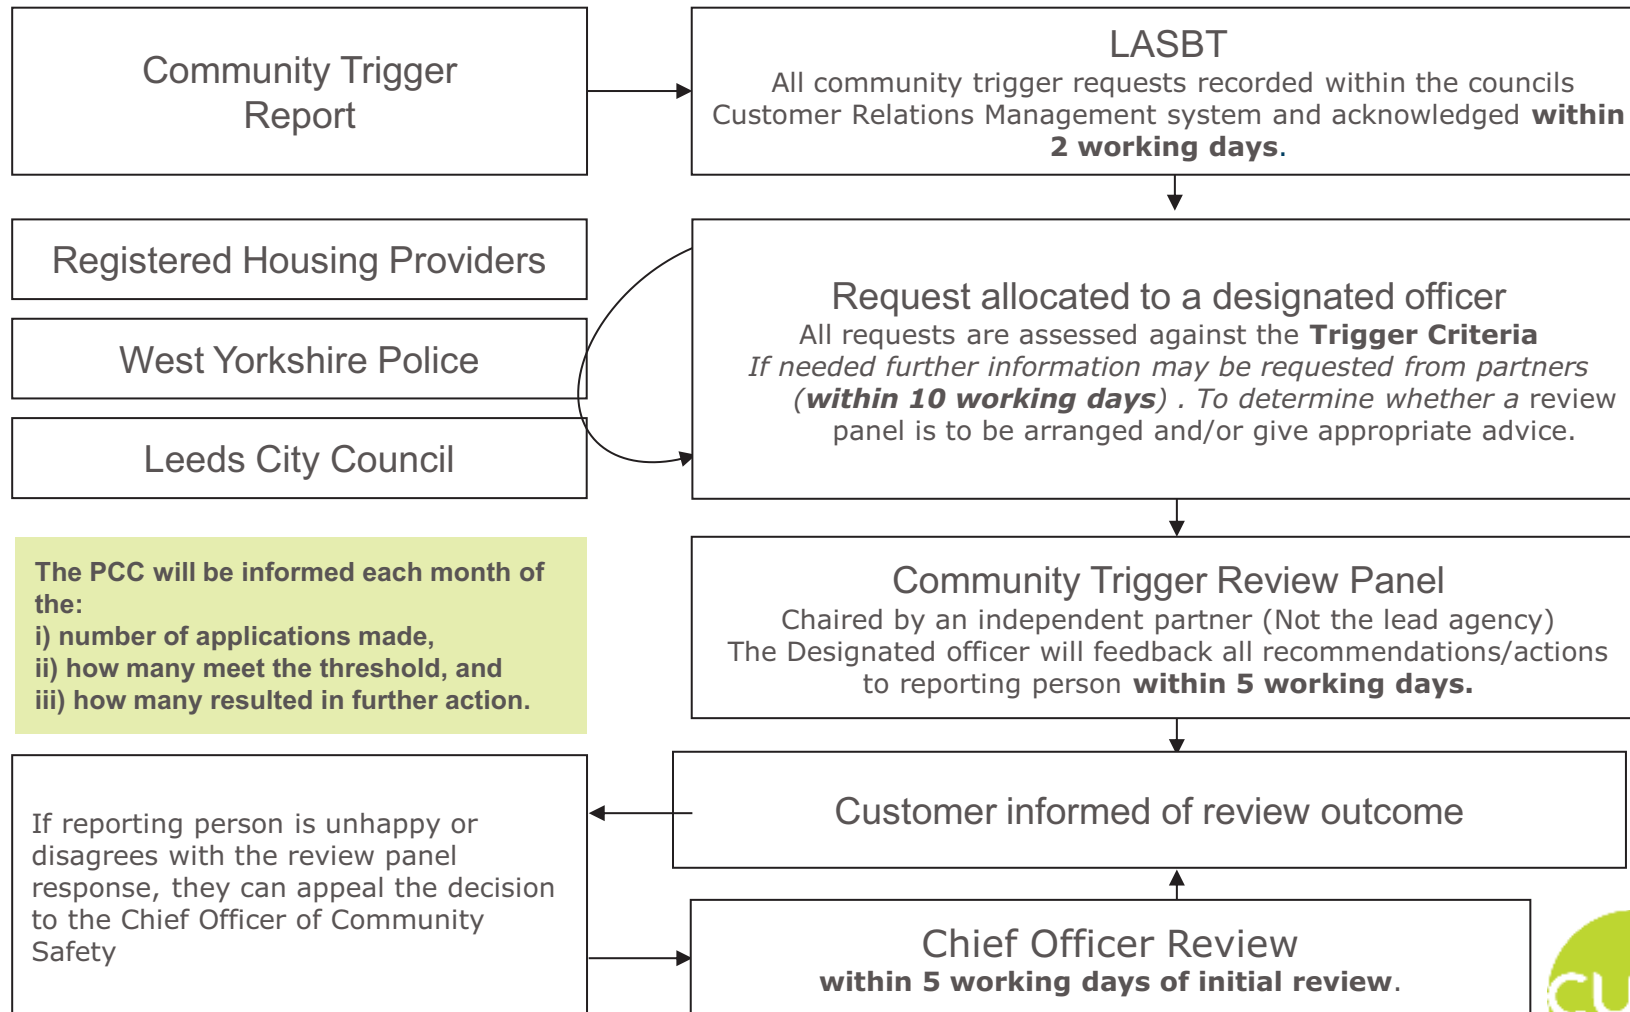 Community Trigger
Report
LASBT
All community trigger requests recorded within the councils
Customer Relations Management system and acknowledged within
2 working days.
Registered Housing Providers
West Yorkshire Police
Leeds City Council
Request allocated to a designated officer
All requests are assessed against the Trigger Criteria
If needed further information may be requested from partners
(within 10 working days) . To determine whether a review
panel is to be arranged and/or give appropriate advice.
The PCC will be informed each month of
the:
i) number of applications made,
ii) how many meet the threshold, and
iii) how many resulted in further action.
Community Trigger Review Panel
Chaired by an independent partner (Not the lead agency)
The Designated officer will feedback all recommendations/actions
to reporting person within 5 working days.
Customer informed of review outcome
If reporting person is unhappy or
disagrees with the review panel
response, they can appeal the decision
to the Chief Officer of Community
Safety
Chief Officer Review
within 5 working days of initial review.